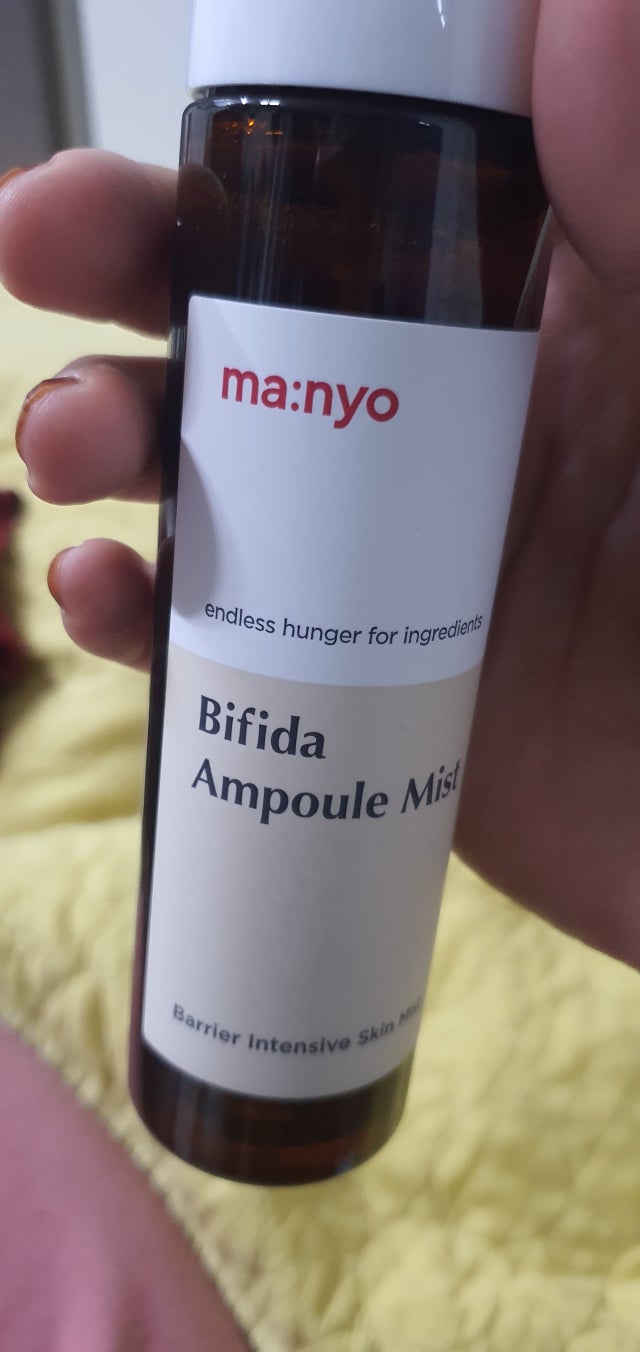 ma:nyo
endless hunger for ingredients
Bifida
Ampoule Mist
Barrier Intensive Skin